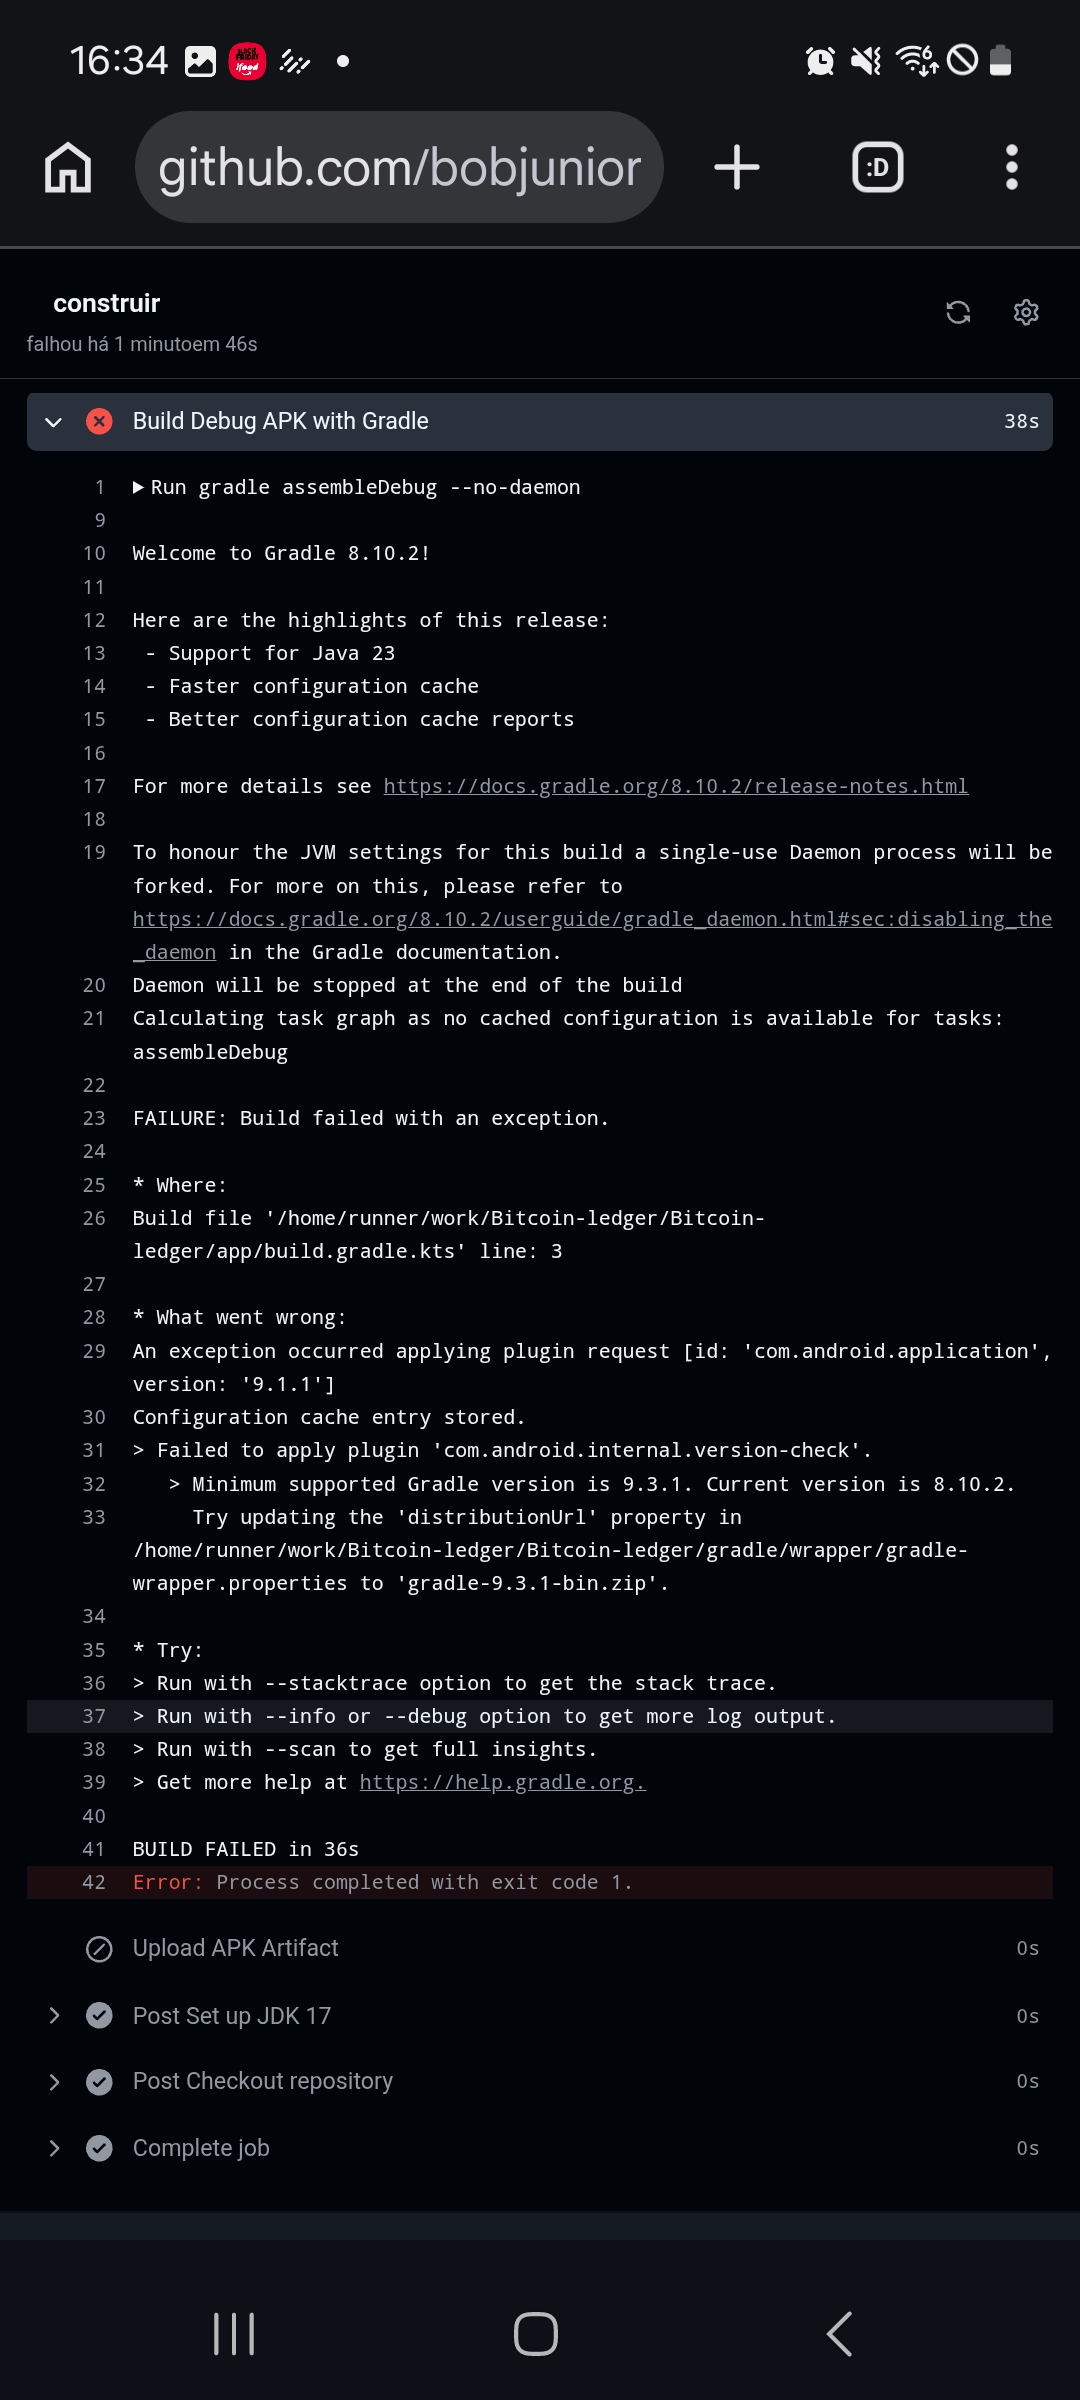 16:34
github.com/bobjunior
:D
construir
falhou há 1 minutoem 46s
Build Debug APK with Gradle 38s
1 Run gradle assembleDebug --no-daemon
9
10 Welcome to Gradle 8.10.2!
11
12 Here are the highlights of this release:
13 - Support for Java 23
14 - Faster configuration cache
15 - Better configuration cache reports
16
17 For more details see https://docs.gradle.org/8.10.2/release-notes.html
18
19 To honour the JVM settings for this build a single-use Daemon process will be
forked. For more on this, please refer to
https://docs.gradle.org/8.10.2/userguide/gradle_daemon.html#sec:disabling_the
_daemon in the Gradle documentation.
20 Daemon will be stopped at the end of the build
21 Calculating task graph as no cached configuration is available for tasks:
assembleDebug
22
23 FAILURE: Build failed with an exception.
24
25 * Where:
26 Build file '/home/runner/work/Bitcoin-ledger/Bitcoin-
ledger/app/build.gradle.kts' line: 3
27
28 * What went wrong:
29 An exception occurred applying plugin request [id: 'com.android.application',
version: '9.1.1']
30 Configuration cache entry stored.
31 > Failed to apply plugin 'com.android.internal.version-check'.
32 > Minimum supported Gradle version is 9.3.1. Current version is 8.10.2.
33 Try updating the 'distributionUrl' property in
/home/runner/work/Bitcoin-ledger/Bitcoin-ledger/gradle/wrapper/gradle-
wrapper.properties to 'gradle-9.3.1-bin.zip'.
34
35 * Try:
36 > Run with --stacktrace option to get the stack trace.
37 > Run with --info or --debug option to get more log output.
38 > Run with --scan to get full insights.
39 > Get more help at https://help.gradle.org.
40
41 BUILD FAILED in 36s
42 Error: Process completed with exit code 1.
Upload APK Artifact 0s
Post Set up JDK 17 0s
Post Checkout repository 0s
Complete job 0s